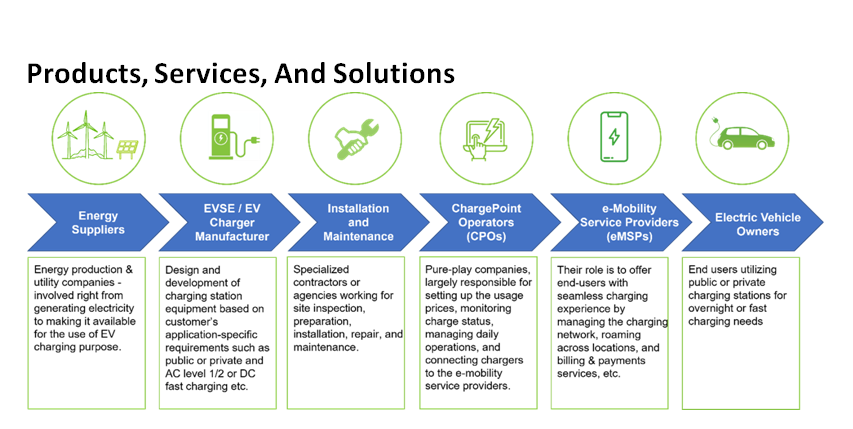 Products, Services, And Solutions
Energy
Suppliers
EVSE / EV
Charger
Manufacturer
Installation
and
Maintenance
ChargePoint
Operators
(CPOs)
e-Mobility
Service Providers
(eMSPs)
Electric Vehicle
Owners
Energy production &
utility companies -
involved right from
generating electricity
to making it available
for the use of EV
charging purpose.
Design and
development of
charging station
equipment based on
customer's
application-specific
requirements such as
public or private and
AC level 1/2 or DC
fast charging etc.
Specialized
contractors or
agencies working for
site inspection,
preparation,
installation, repair, and
maintenance.
Pure-play companies,
largely responsible for
setting up the usage
prices, monitoring
charge status,
managing daily
operations, and
connecting chargers
to the e-mobility
service providers.
Their role is to offer
end-users with
seamless charging
experience by
managing the charging
network, roaming
across locations, and
billing & payments
services, etc.
End users utilizing
public or private
charging stations for
overnight or fast
charging needs